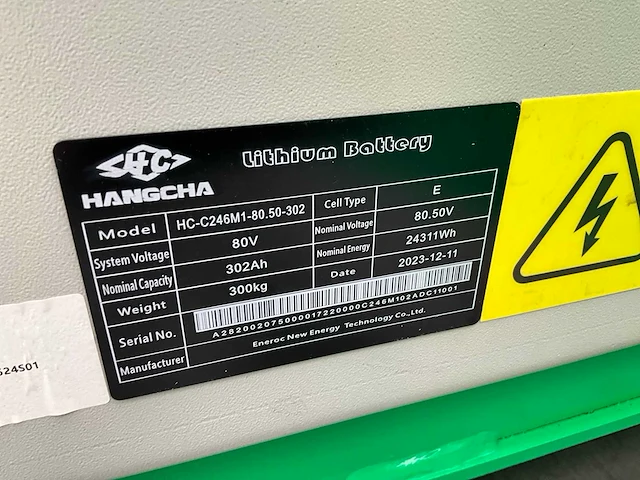 HC
HANGCHA
Lithium Battery
Model HC-C246M1-80.50-302 Cell Type E
System Voltage 80V Nominal Voltage 80.50V
Nominal Capacity 302Ah Nominal Energy 24311Wh
Weight 300kg Date 2023-12-11
Serial No. A282002075000017220000C246M102ADC11001
Manufacturer Eneroc New Energy Technology Co.,Ltd.
24S01